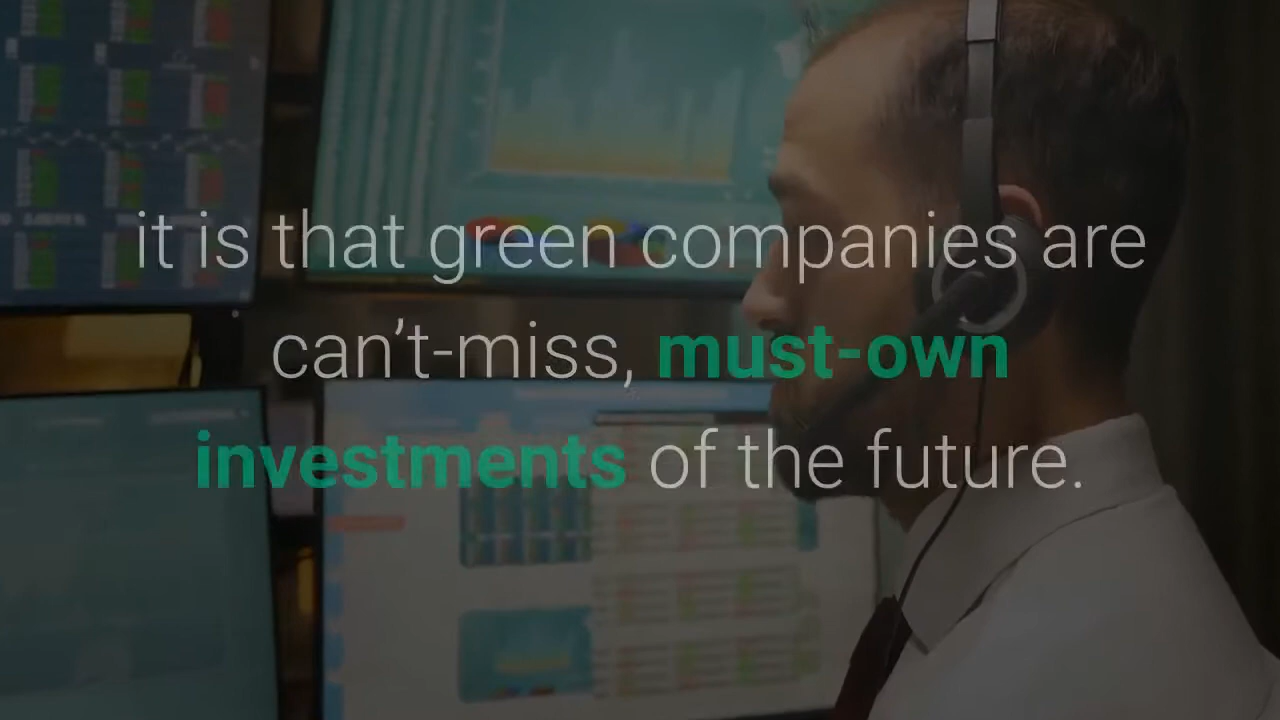 it is that green companies are
can’t-miss, must-own
investments of the future.